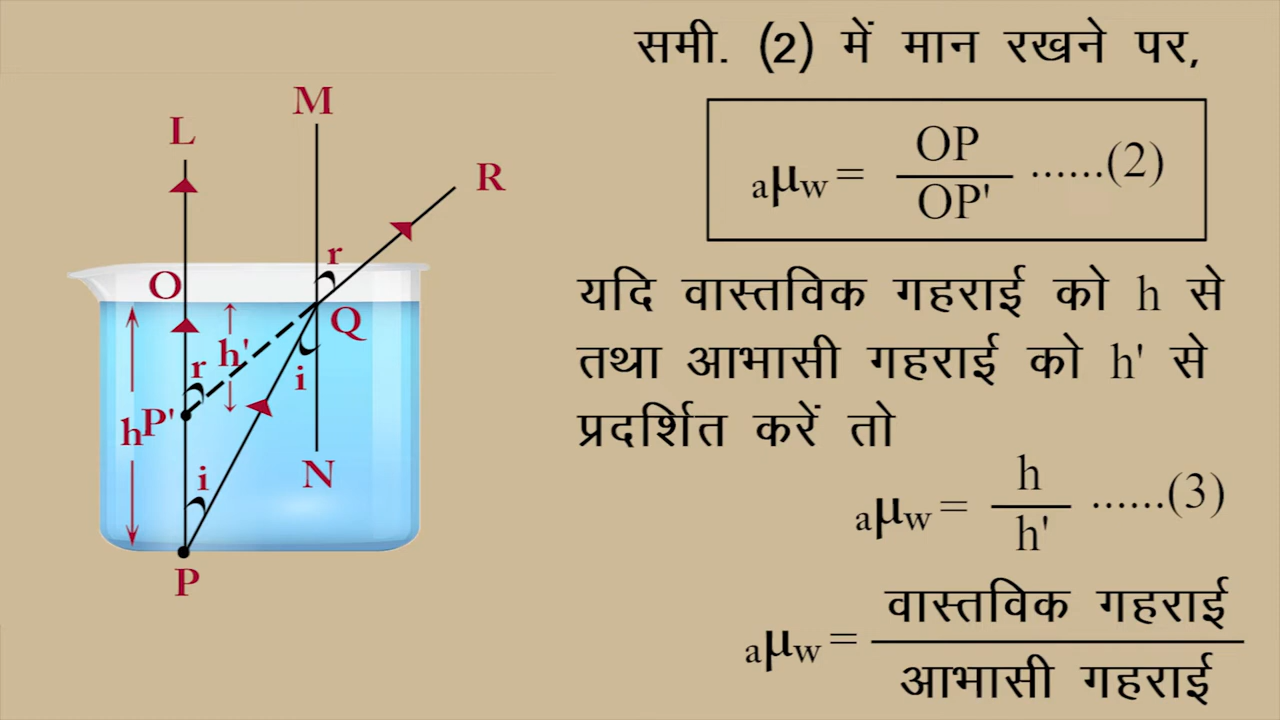 समी. (2) में मान रखने पर,
aμw = OP / OP' ......(2)
यदि वास्तविक गहराई को h से
तथा आभासी गहराई को h' से
प्रदर्शित करें तो
aμw = h / h' ......(3)
aμw = वास्तविक गहराई / आभासी गहराई
M
L
R
r
O
Q
h'
r
i
h
P'
i
N
P